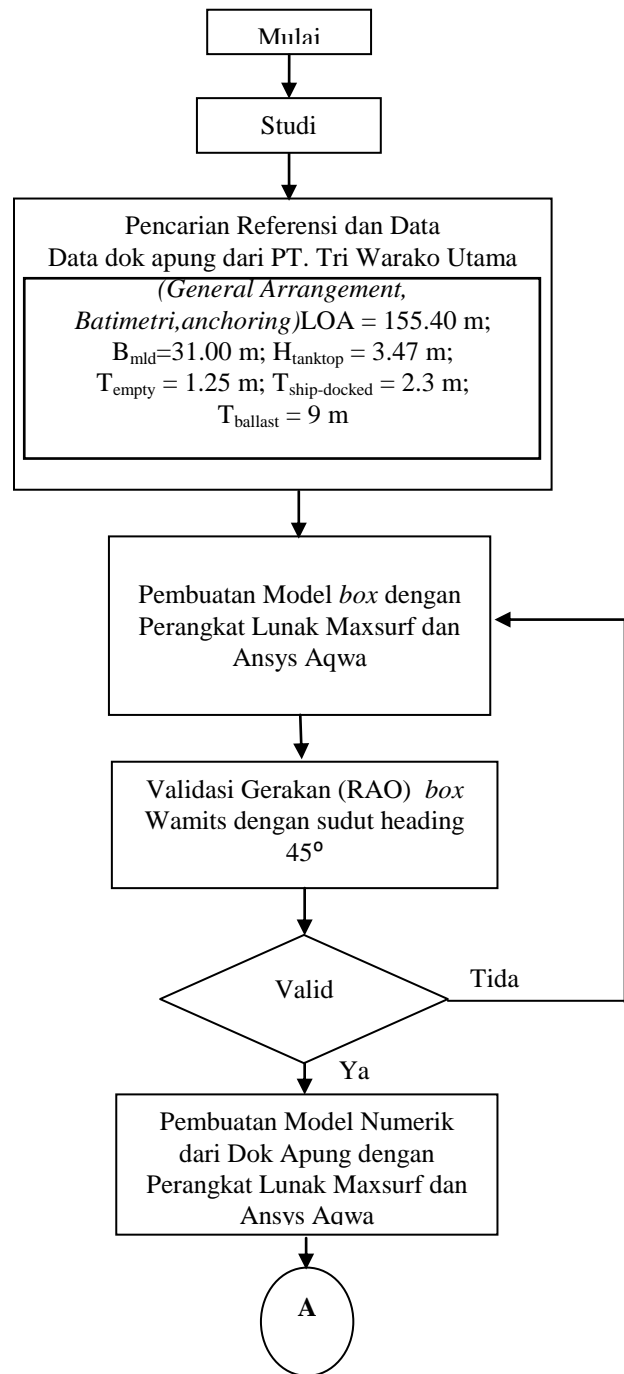 Mulai
Studi
Pencarian Referensi dan Data
Data dok apung dari PT. Tri Warako Utama
(General Arrangement,
Batimetri,anchoring)LOA = 155.40 m;
Bmld=31.00 m; Htanktop = 3.47 m;
Tempty = 1.25 m; Tship-docked = 2.3 m;
Tballast = 9 m
Pembuatan Model box dengan
Perangkat Lunak Maxsurf dan
Ansys Aqwa
Validasi Gerakan (RAO) box
Wamits dengan sudut heading
45º
Valid
Tida
Ya
Pembuatan Model Numerik
dari Dok Apung dengan
Perangkat Lunak Maxsurf dan
Ansys Aqwa
A